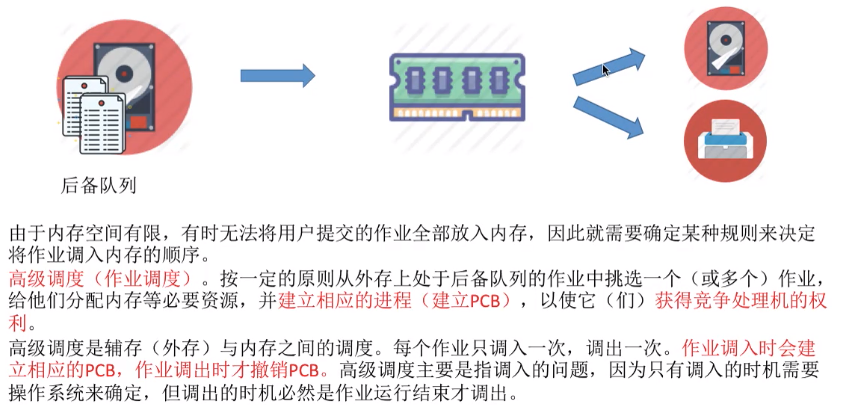 后备队列
由于内存空间有限，有时无法将用户提交的作业全部放入内存，因此就需要确定某种规则来决定
将作业调入内存的顺序。
高级调度（作业调度）。按一定的原则从外存上处于后备队列的作业中挑选一个（或多个）作业，
给他们分配内存等必要资源，并建立相应的进程（建立PCB），以使它（们）获得竞争处理机的权
利。
高级调度是辅存（外存）与内存之间的调度。每个作业只调入一次，调出一次。作业调入时会建
立相应的PCB，作业调出时才撤销PCB。高级调度主要是指调入的问题，因为只有调入的时机需要
操作系统来确定，但调出的时机必然是作业运行结束才调出。